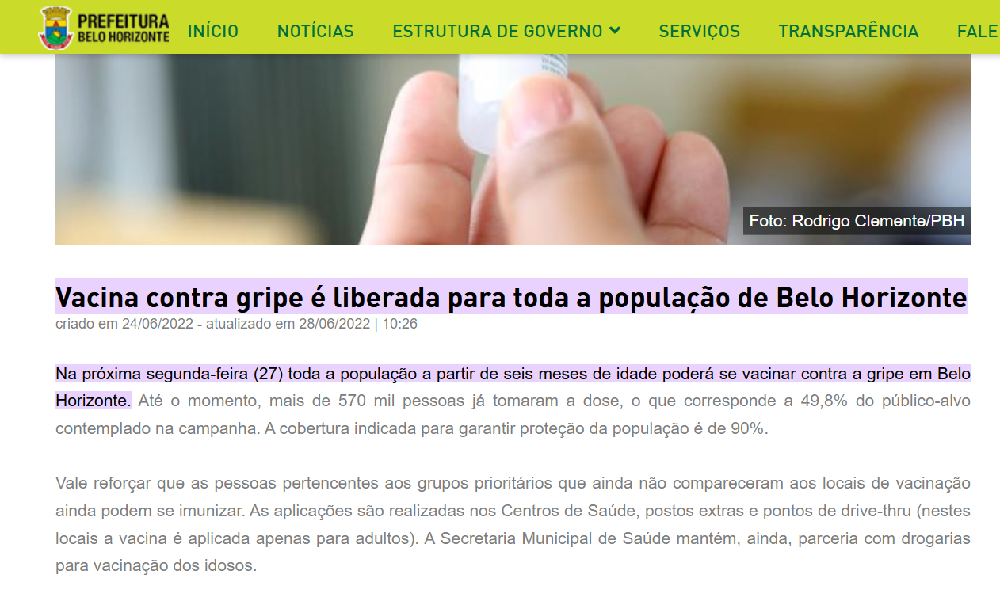 PREFEITURA
BELO HORIZONTE
INÍCIO NOTÍCIAS ESTRUTURA DE GOVERNO SERVIÇOS TRANSPARÊNCIA FALE
Foto: Rodrigo Clemente/PBH
Vacina contra gripe é liberada para toda a população de Belo Horizonte
criado em 24/06/2022 - atualizado em 28/06/2022 | 10:26
Na próxima segunda-feira (27) toda a população a partir de seis meses de idade poderá se vacinar contra a gripe em Belo
Horizonte. Até o momento, mais de 570 mil pessoas já tomaram a dose, o que corresponde a 49,8% do público-alvo
contemplado na campanha. A cobertura indicada para garantir proteção da população é de 90%.
Vale reforçar que as pessoas pertencentes aos grupos prioritários que ainda não compareceram aos locais de vacinação
ainda podem se imunizar. As aplicações são realizadas nos Centros de Saúde, postos extras e pontos de drive-thru (nestes
locais a vacina é aplicada apenas para adultos). A Secretaria Municipal de Saúde mantém, ainda, parceria com drogarias
para vacinação dos idosos.